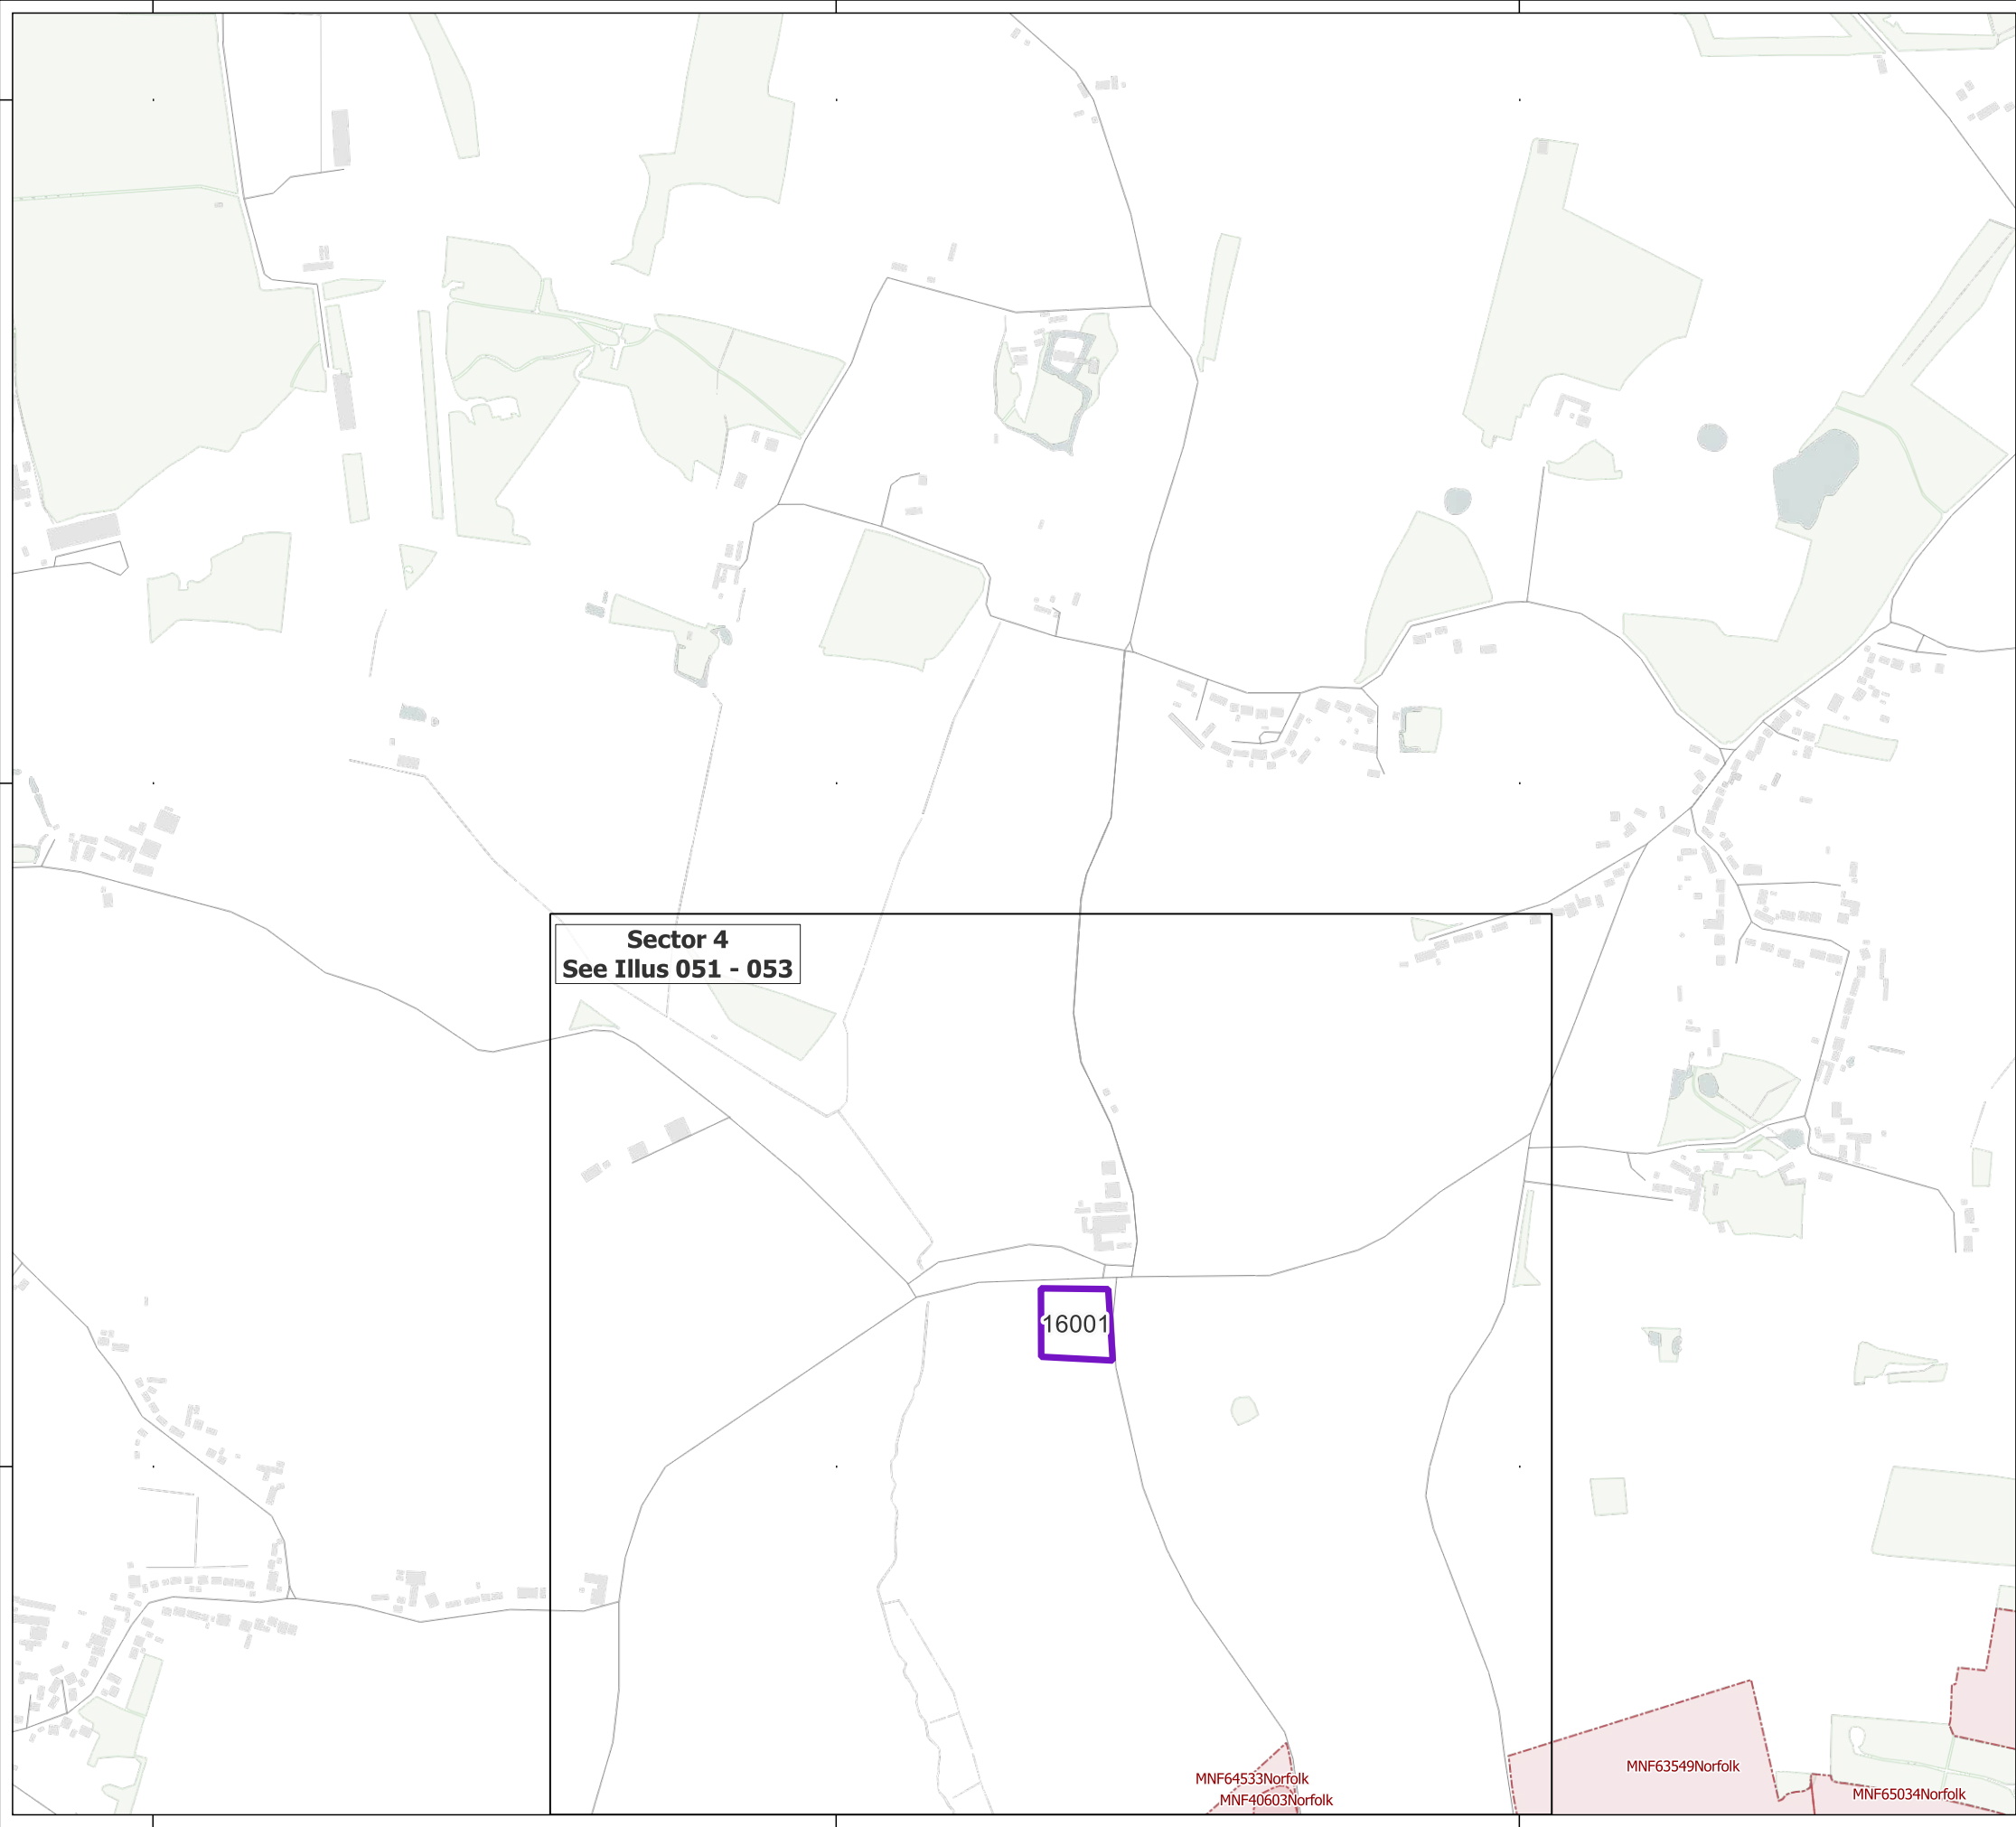 Sector 4
See Illus 051 - 053
16001
MNF63549Norfolk
MNF64533Norfolk
MNF65034Norfolk
MNF40603Norfolk